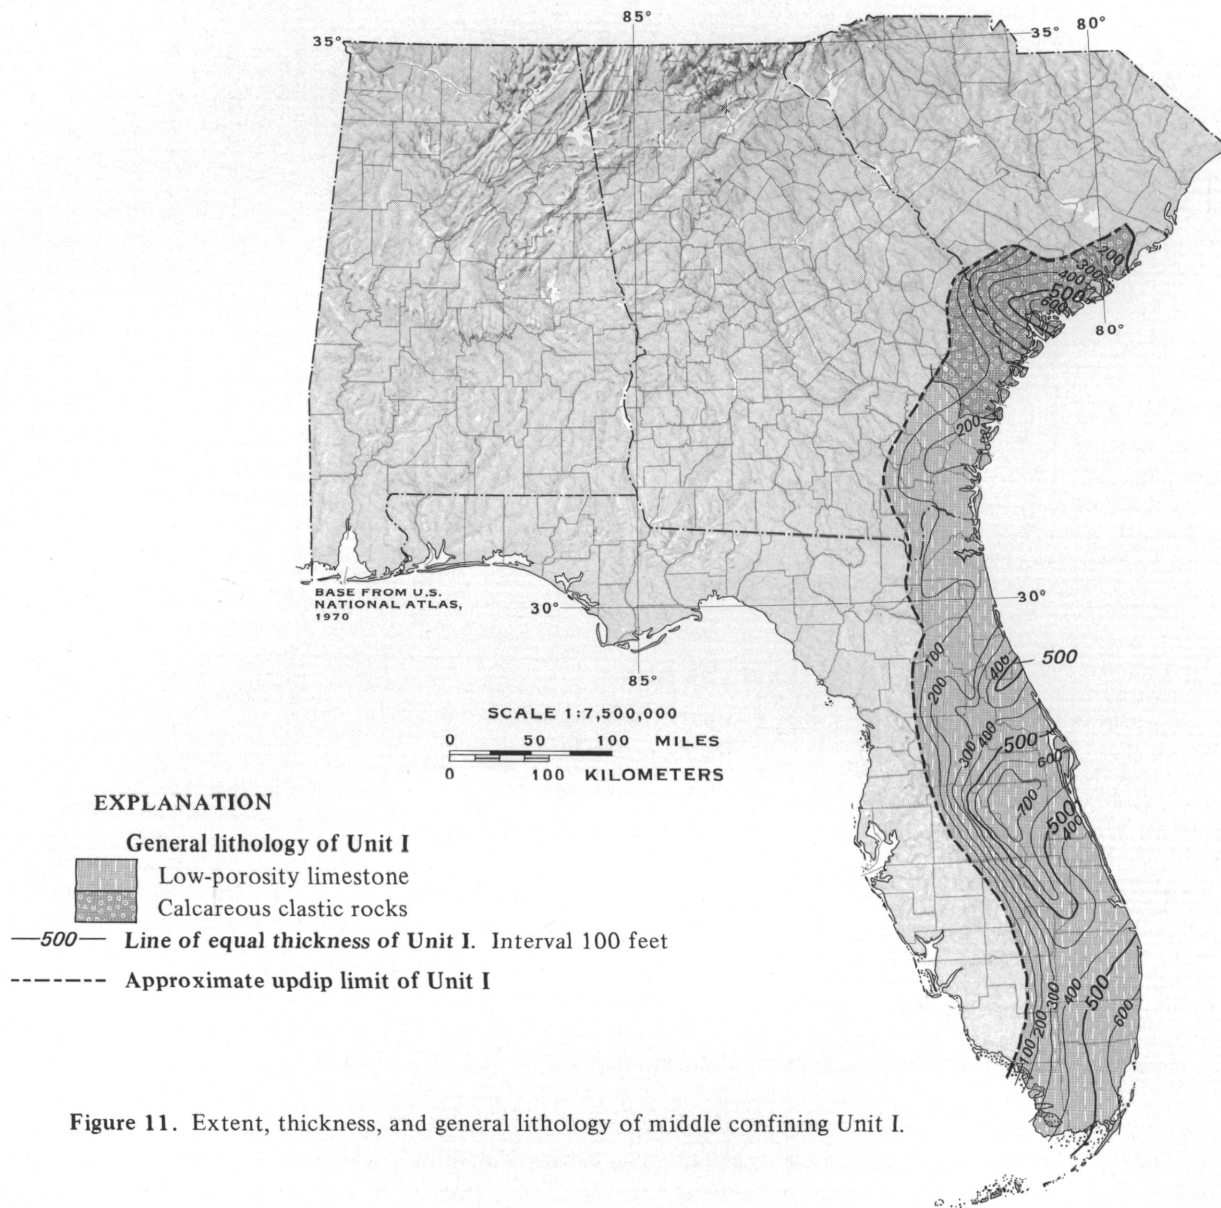 85°
80°
35°
35°
200
300
400
500
600
80°
200
BASE FROM U.S.
NATIONAL ATLAS,
1970
30°
30°
85°
100
200
400
500
SCALE 1:7,500,000
0 50 100 MILES
0 100 KILOMETERS
300
400
500
600
700
500
400
EXPLANATION
General lithology of Unit I
Low-porosity limestone
Calcareous clastic rocks
500 Line of equal thickness of Unit I. Interval 100 feet
Approximate updip limit of Unit I
100
200
300
400
500
600
Figure 11. Extent, thickness, and general lithology of middle confining Unit I.